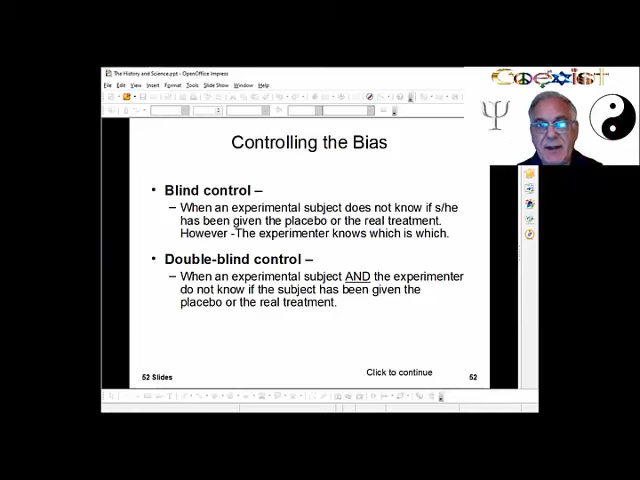 The History and Science.ppt - OpenOffice Impress
File Edit View Insert Format Tools Slide Show Window Help
Coexist
Ψ
Controlling the Bias
• Blind control –
– When an experimental subject does not know if s/he
has been given the placebo or the real treatment.
However -The experimenter knows which is which.
• Double-blind control –
– When an experimental subject AND the experimenter
do not know if the subject has been given the
placebo or the real treatment.
Click to continue
52 Slides
52